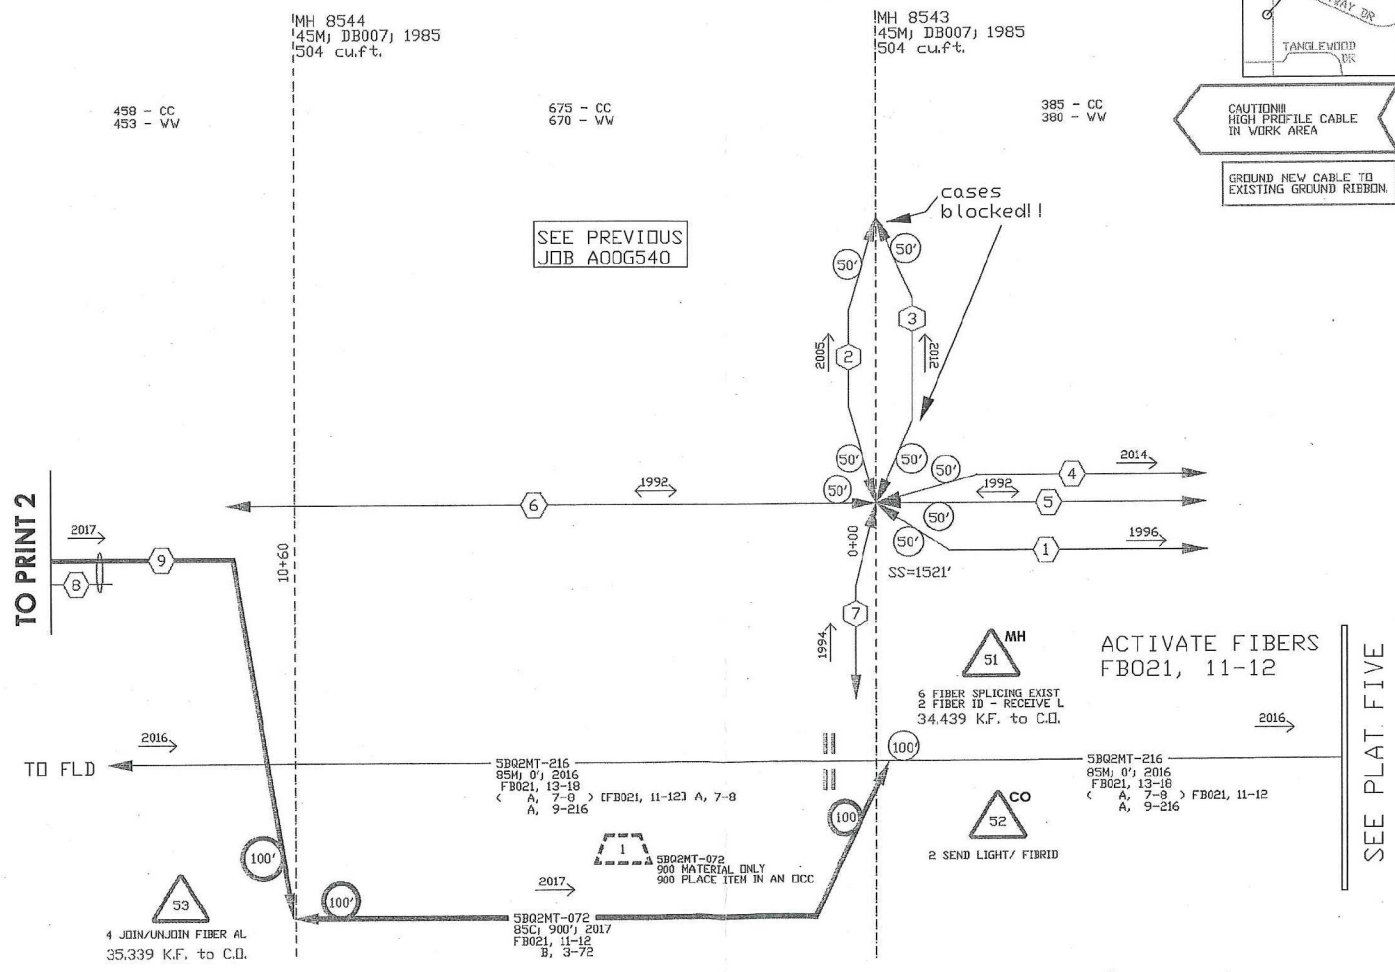 MH 8544
45M; DB007; 1985
504 cu.ft.
MH 8543
45M; DB007; 1985
504 cu.ft.
WAY DR
TANGLEWOOD
DR
458 - CC
453 - WW
675 - CC
670 - WW
385 - CC
380 - WW
CAUTION!!!
HIGH PROFILE CABLE
IN WORK AREA
GROUND NEW CABLE TO
EXISTING GROUND RIBBON.
cases
blocked!!
SEE PREVIOUS
JOB A00G540
50'
50'
3
2
2005
2012
50'
50'
50'
50'
50'
50'
4
2014
6
1992
1992
5
1
1996
0+00
SS=1521'
7
1994
TO PRINT 2
2017
9
8
10+60
51
MH
6 FIBER SPLICING EXIST
2 FIBER ID - RECEIVE L
34.439 K.F. to C.O.
ACTIVATE FIBERS
FB021, 11-12
SEE PLAT FIVE
2016
TO FLD
2016
100'
5BQ2MT-216
85M; 0'; 2016
FB021, 13-18
< A, 7-8 > [FB021, 11-12] A, 7-8
A, 9-216
5BQ2MT-216
85M; 0'; 2016
FB021, 13-18
< A, 7-8 > FB021, 11-12
A, 9-216
52
CO
2 SEND LIGHT/ FIBRID
100
1
5BQ2MT-072
900 MATERIAL ONLY
900 PLACE ITEM IN AN OCC
100'
100'
2017
5BQ2MT-072
85C; 900'; 2017
FB021, 11-12
B, 3-72
53
4 JOIN/UNJOIN FIBER AL
35.339 K.F. to C.O.